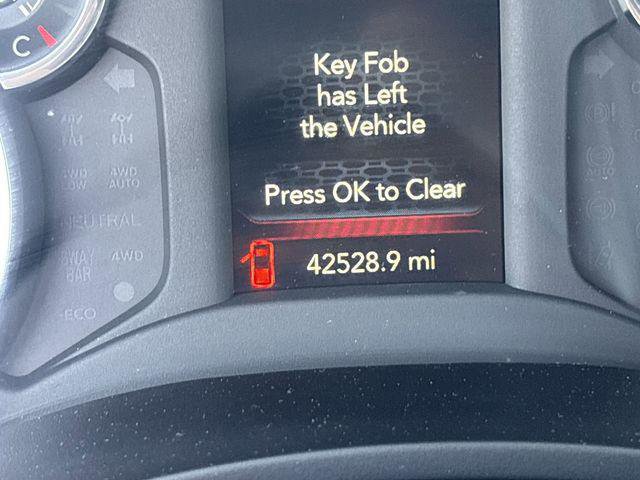 C
Key Fob
has Left
the Vehicle
Press OK to Clear
42528.9 mi
4WD
LOW
4WD
AUTO
NEUTRAL
SWAY
BAR
4WD
ECO
AUTO